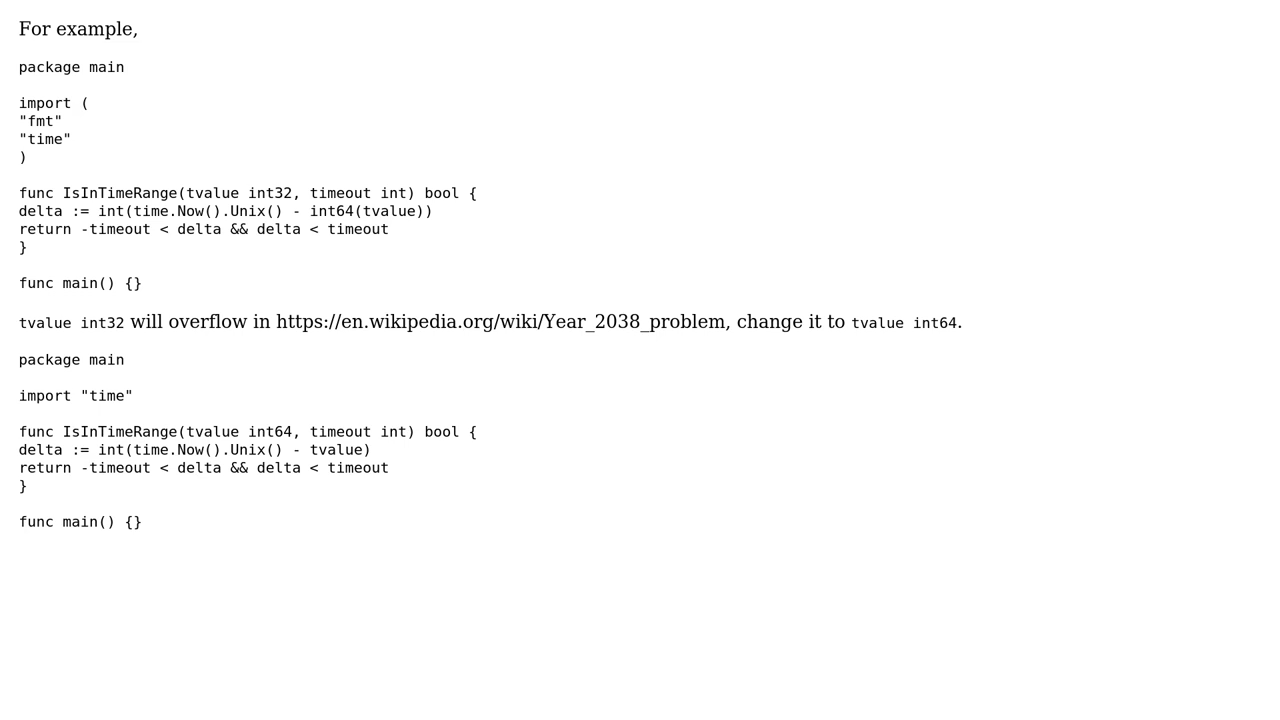 For example,
package main
import (
"fmt"
"time"
)
func IsInTimeRange(tvalue int32, timeout int) bool {
delta := int(time.Now().Unix() - int64(tvalue))
return -timeout < delta && delta < timeout
}
func main() {}
tvalue int32 will overflow in https://en.wikipedia.org/wiki/Year_2038_problem, change it to tvalue int64.
package main
import "time"
func IsInTimeRange(tvalue int64, timeout int) bool {
delta := int(time.Now().Unix() - tvalue)
return -timeout < delta && delta < timeout
}
func main() {}